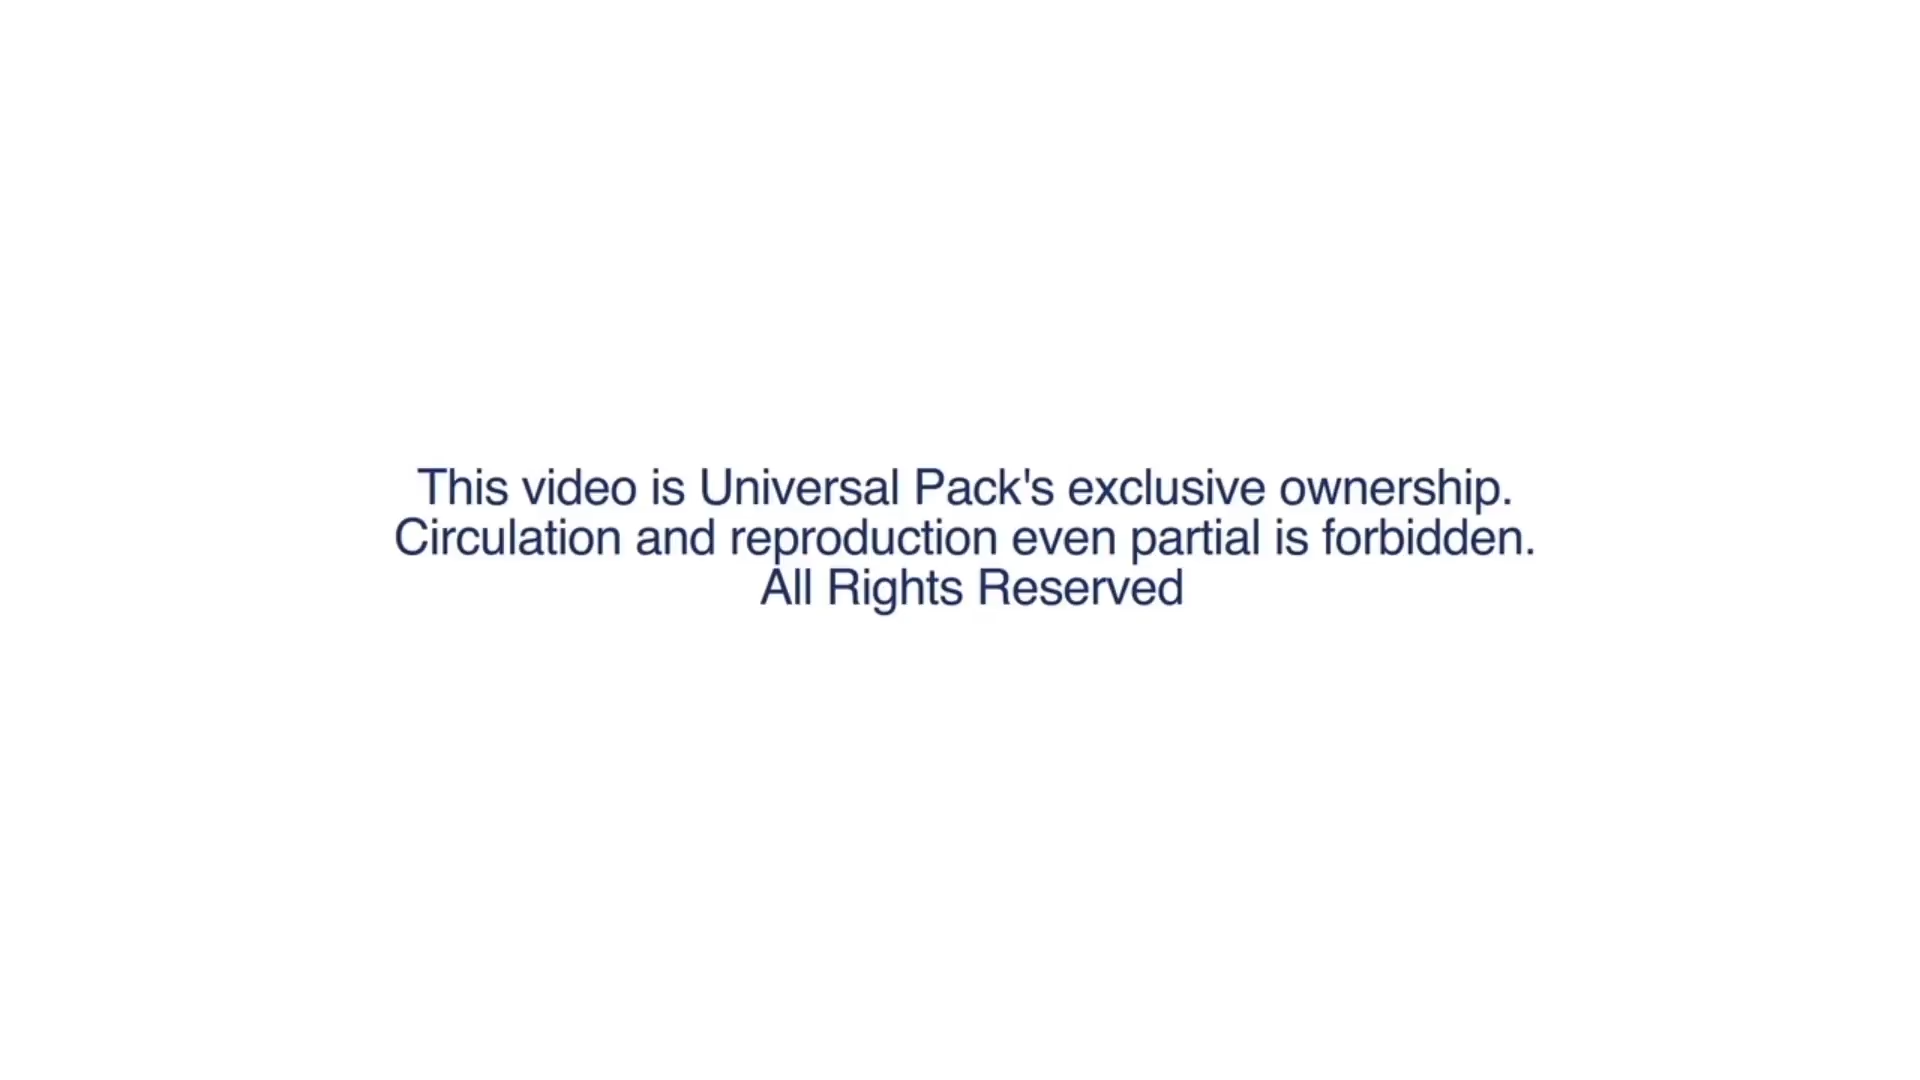 This video is Universal Pack's exclusive ownership.
Circulation and reproduction even partial is forbidden.
All Rights Reserved